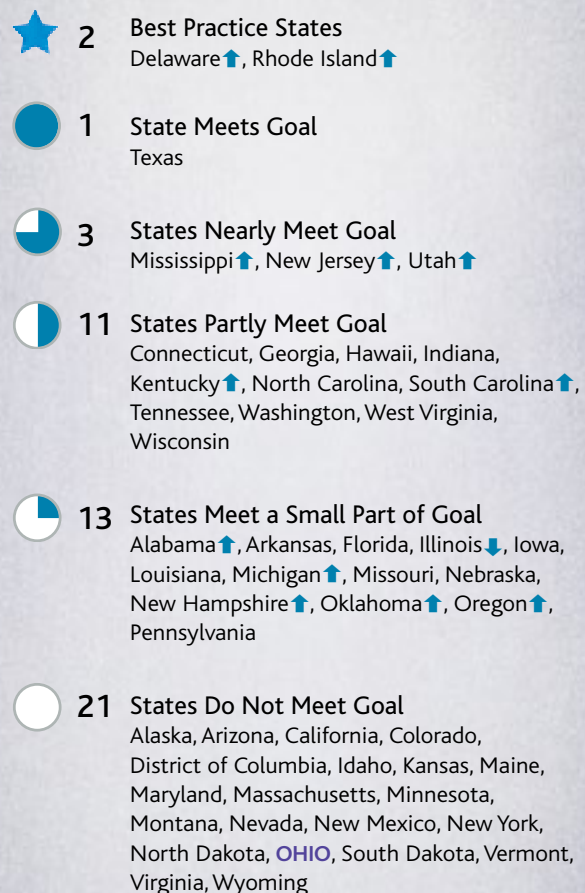 2 Best Practice States
Delaware⬆, Rhode Island⬆
1 State Meets Goal
Texas
3 States Nearly Meet Goal
Mississippi⬆, New Jersey⬆, Utah⬆
11 States Partly Meet Goal
Connecticut, Georgia, Hawaii, Indiana,
Kentucky⬆, North Carolina, South Carolina⬆,
Tennessee, Washington, West Virginia,
Wisconsin
13 States Meet a Small Part of Goal
Alabama⬆, Arkansas, Florida, Illinois⬇, Iowa,
Louisiana, Michigan⬆, Missouri, Nebraska,
New Hampshire⬆, Oklahoma⬆, Oregon⬆,
Pennsylvania
21 States Do Not Meet Goal
Alaska, Arizona, California, Colorado,
District of Columbia, Idaho, Kansas, Maine,
Maryland, Massachusetts, Minnesota,
Montana, Nevada, New Mexico, New York,
North Dakota, OHIO, South Dakota, Vermont,
Virginia, Wyoming